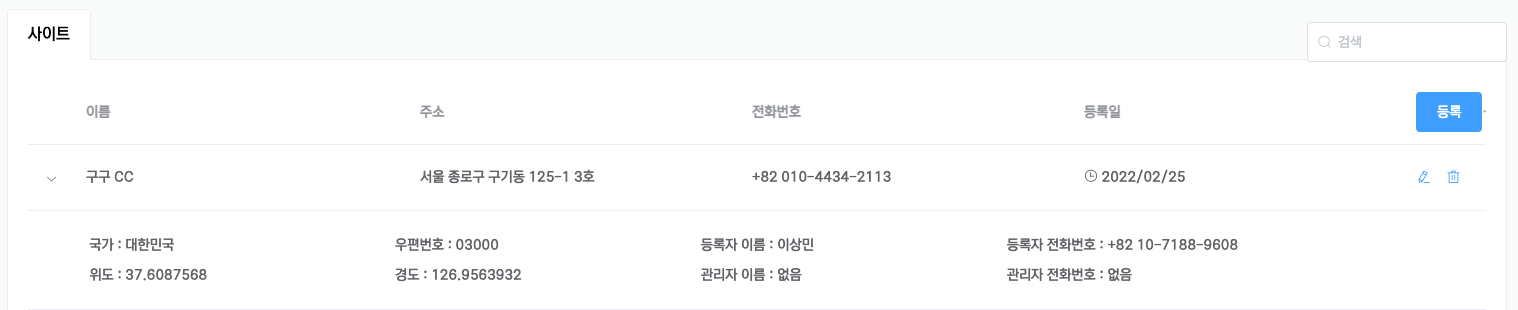 사이트
검색
이름 주소 전화번호 등록일 등록
구구 CC 서울 종로구 구기동 125-1 3호 +82 010-4434-2113 2022/02/25
국가 : 대한민국 우편번호 : 03000 등록자 이름 : 이상민 등록자 전화번호 : +82 10-7188-9608
위도 : 37.6087568 경도 : 126.9563932 관리자 이름 : 없음 관리자 전화번호 : 없음